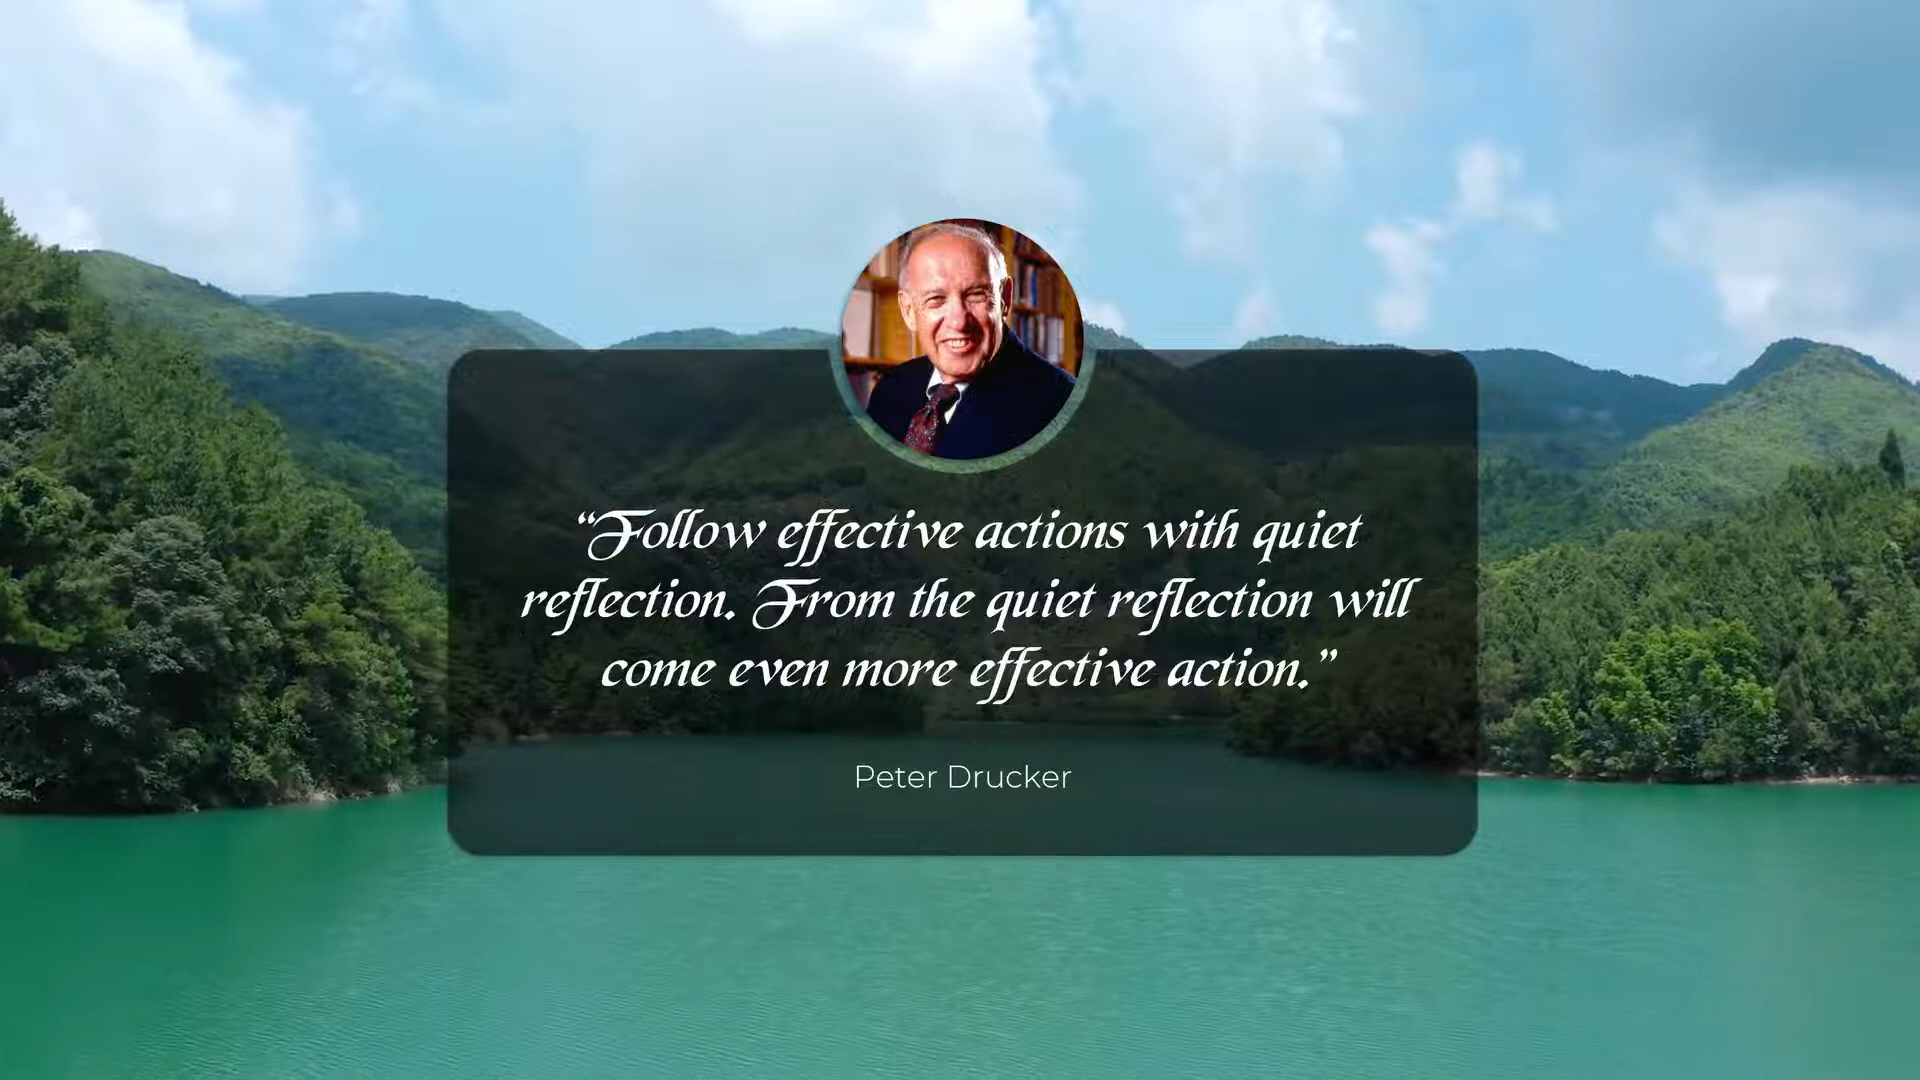 “Follow effective actions with quiet
reflection. From the quiet reflection will
come even more effective action.”
Peter Drucker